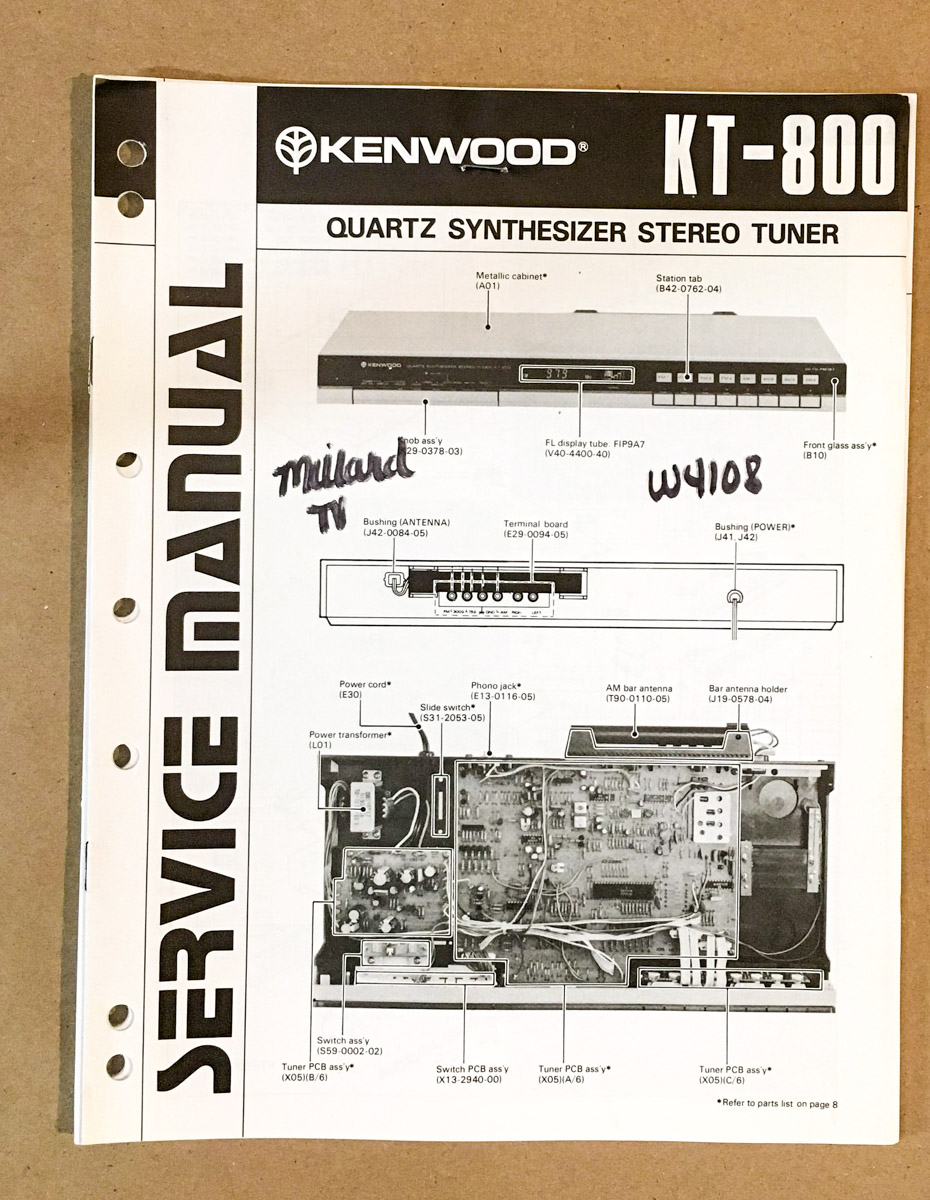 KENWOOD®
KT-800
QUARTZ SYNTHESIZER STEREO TUNER
SERVICE MANUAL
Metallic cabinet*
(A01)
Station tab
(B42-0762-04)
KENWOOD
979
nob ass'y
29-0378-03)
FL display tube: FIP9A7
(V40-4400-40)
Front glass ass'y*
(B10)
Millard
TV
W4108
Bushing (ANTENNA)
(J42-0084-05)
Terminal board
(E29-0094-05)
Bushing (POWER)*
(J41, J42)
Power cord*
(E30)
Phono jack*
(E13-0116-05)
AM bar antenna
(T90-0110-05)
Bar antenna holder
(J19-0578-04)
Slide switch*
(S31-2053-05)
Power transformer*
(L01)
Switch ass'y
(S59-0002-02)
Tuner PCB ass'y*
(X05)(B/6)
Switch PCB ass'y
(X13-2940-00)
Tuner PCB ass'y*
(X05)(A/6)
Tuner PCB ass'y*
(X05)(C/6)
*Refer to parts list on page 8